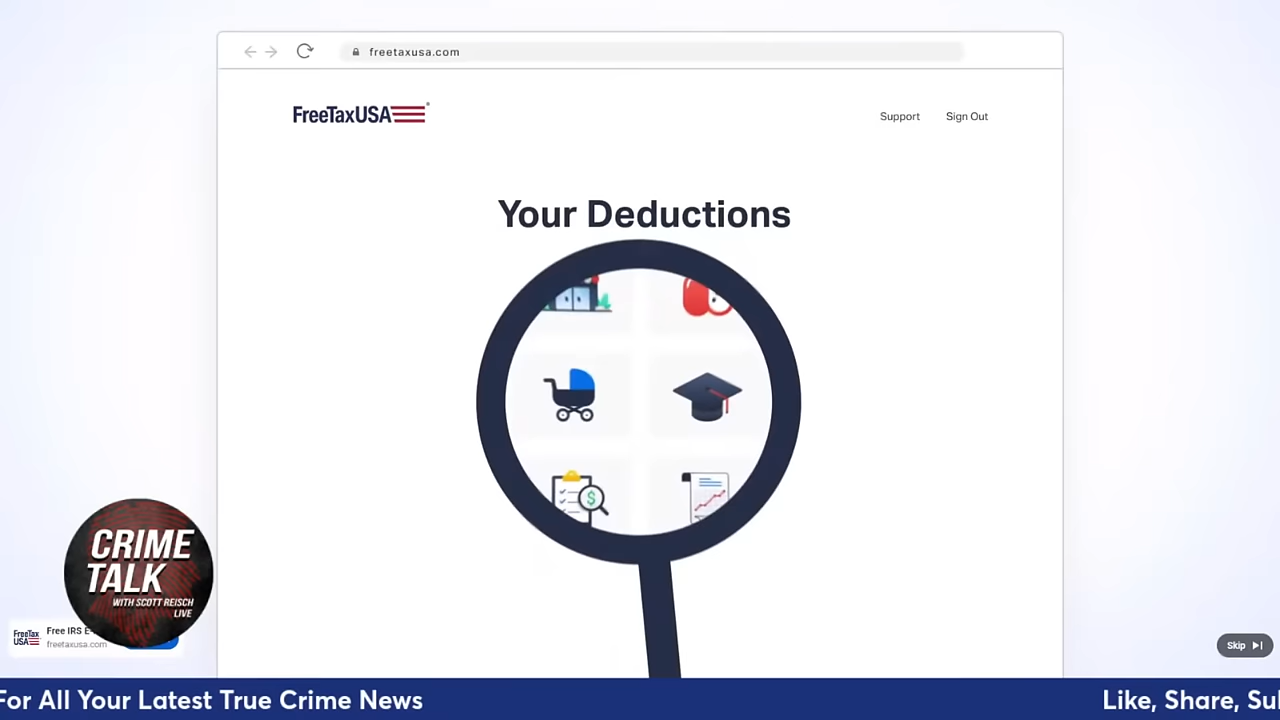 freetaxusa.com
FreeTaxUSA
Support
Sign Out
Your Deductions
$
CRIME
TALK
WITH SCOTT REISCH
LIVE
FreeTax
USA
Free IRS E-
freetaxusa.com
Skip
For All Your Latest True Crime News
Like, Share, Su